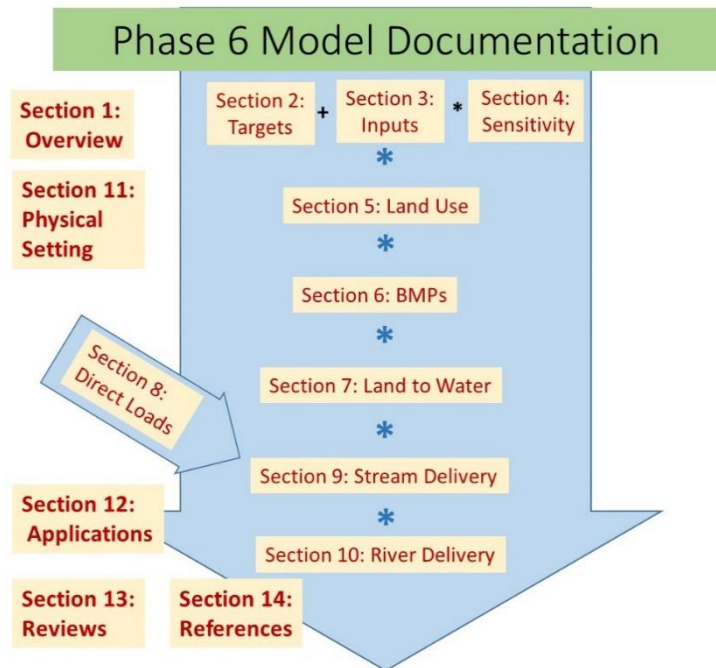 Phase 6 Model Documentation
Section 1:
Overview
Section 2:
Targets
+
Section 3:
Inputs
*
Section 4:
Sensitivity
*
Section 11:
Physical
Setting
Section 5: Land Use
*
Section 6: BMPs
*
Section 8:
Direct Loads
Section 7: Land to Water
*
Section 9: Stream Delivery
*
Section 12:
Applications
Section 10: River Delivery
Section 13:
Reviews
Section 14:
References